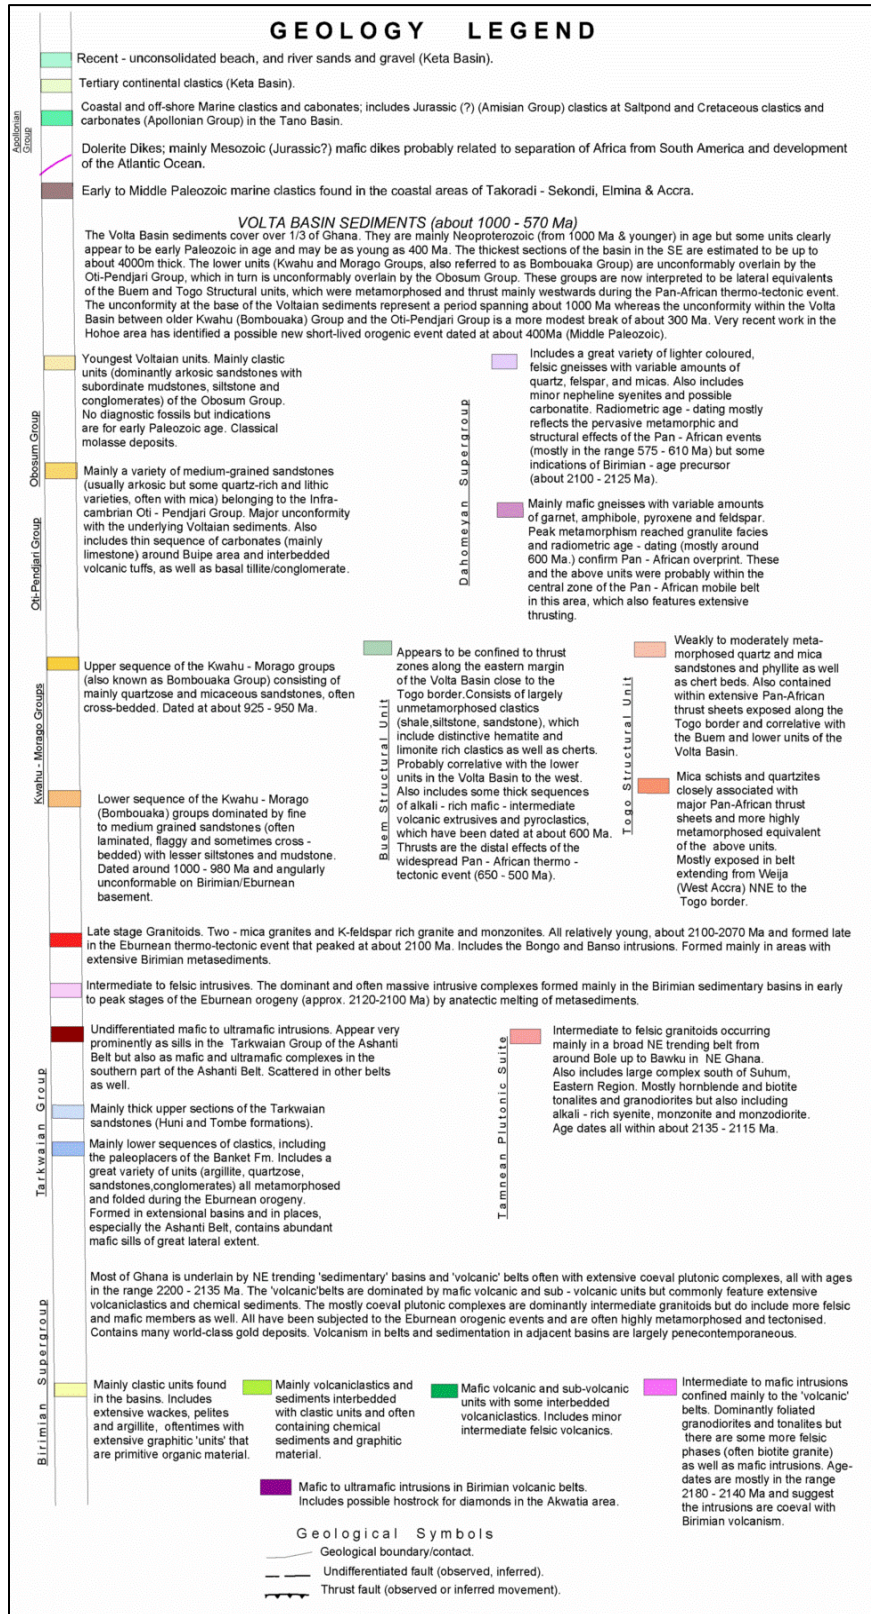 GEOLOGY LEGEND
Recent - unconsolidated beach, and river sands and gravel (Keta Basin).
Tertiary continental clastics (Keta Basin).
Apollonian
Group
Coastal and off-shore Marine clastics and cabonates; includes Jurassic (?) (Amisian Group) clastics at Saltpond and Cretaceous clastics and
carbonates (Apollonian Group) in the Tano Basin.
Dolerite Dikes; mainly Mesozoic (Jurassic?) mafic dikes probably related to separation of Africa from South America and development
of the Atlantic Ocean.
Early to Middle Paleozoic marine clastics found in the coastal areas of Takoradi - Sekondi, Elmina & Accra.
VOLTA BASIN SEDIMENTS (about 1000 - 570 Ma)
The Volta Basin sediments cover over 1/3 of Ghana. They are mainly Neoproterozoic (from 1000 Ma & younger) in age but some units clearly
appear to be early Paleozoic in age and may be as young as 400 Ma. The thickest sections of the basin in the SE are estimated to be up to
about 4000m thick. The lower units (Kwahu and Morago Groups, also referred to as Bombouaka Group) are unconformably overlain by the
Oti-Pendjari Group, which in turn is unconformably overlain by the Obosum Group. These groups are now interpreted to be lateral equivalents
of the Buem and Togo Structural units, which were metamorphosed and thrust mainly westwards during the Pan-African thermo-tectonic event.
The unconformity at the base of the Voltaian sediments represent a period spanning about 1000 Ma whereas the unconformity within the Volta
Basin between older Kwahu (Bombouaka) Group and the Oti-Pendjari Group is a more modest break of about 300 Ma. Very recent work in the
Hohoe area has identified a possible new short-lived orogenic event dated at about 400Ma (Middle Paleozoic).
Obosum Group
Youngest Voltaian units. Mainly clastic
units (dominantly arkosic sandstones with
subordinate mudstones, siltstone and
conglomerates) of the Obosum Group.
No diagnostic fossils but indications
are for early Paleozoic age. Classical
molasse deposits.
Oti-Pendjari Group
Mainly a variety of medium-grained sandstones
(usually arkosic but some quartz-rich and lithic
varieties, often with mica) belonging to the Infra-
cambrian Oti - Pendjari Group. Major unconformity
with the underlying Voltaian sediments. Also
includes thin sequence of carbonates (mainly
limestone) around Buipe area and interbedded
volcanic tuffs, as well as basal tillite/conglomerate.
Dahomeyan Supergroup
Includes a great variety of lighter coloured,
felsic gneisses with variable amounts of
quartz, felspar, and micas. Also includes
minor nepheline syenites and possible
carbonatite. Radiometric age - dating mostly
reflects the pervasive metamorphic and
structural effects of the Pan - African events
(mostly in the range 575 - 610 Ma) but some
indications of Birimian - age precursor
(about 2100 - 2125 Ma).
Mainly mafic gneisses with variable amounts
of garnet, amphibole, pyroxene and feldspar.
Peak metamorphism reached granulite facies
and radiometric age - dating (mostly around
600 Ma.) confirm Pan - African overprint. These
and the above units were probably within the
central zone of the Pan - African mobile belt
in this area, which also features extensive
thrusting.
Kwahu - Morago Groups
Upper sequence of the Kwahu - Morago groups
(also known as Bombouaka Group) consisting of
mainly quartzose and micaceous sandstones, often
cross-bedded. Dated at about 925 - 950 Ma.
Lower sequence of the Kwahu - Morago
(Bombouaka) groups dominated by fine
to medium grained sandstones (often
laminated, flaggy and sometimes cross -
bedded) with lesser siltstones and mudstone.
Dated around 1000 - 980 Ma and angularly
unconformable on Birimian/Eburnean
basement.
Buem Structural Unit
Appears to be confined to thrust
zones along the eastern margin
of the Volta Basin close to the
Togo border.Consists of largely
unmetamorphosed clastics
(shale,siltstone, sandstone), which
include distinctive hematite and
limonite rich clastics as well as cherts.
Probably correlative with the lower
units in the Volta Basin to the west.
Also includes some thick sequences
of alkali - rich mafic - intermediate
volcanic extrusives and pyroclastics,
which have been dated at about 600 Ma.
Thrusts are the distal effects of the
widespread Pan - African thermo -
tectonic event (650 - 500 Ma).
Togo Structural Unit
Weakly to moderately meta-
morphosed quartz and mica
sandstones and phyllite as well
as chert beds. Also contained
within extensive Pan-African
thrust sheets exposed along the
Togo border and correlative with
the Buem and lower units of the
Volta Basin.
Mica schists and quartzites
closely associated with
major Pan-African thrust
sheets and more highly
metamorphosed equivalent
of the above units.
Mostly exposed in belt
extending from Weija
(West Accra) NNE to the
Togo border.
Late stage Granitoids. Two - mica granites and K-feldspar rich granite and monzonites. All relatively young, about 2100-2070 Ma and formed late
in the Eburnean thermo-tectonic event that peaked at about 2100 Ma. Includes the Bongo and Banso intrusions. Formed mainly in areas with
extensive Birimian metasediments.
Intermediate to felsic intrusives. The dominant and often massive intrusive complexes formed mainly in the Birimian sedimentary basins in early
to peak stages of the Eburnean orogeny (approx. 2120-2100 Ma) by anatectic melting of metasediments.
Tarkwaian Group
Undifferentiated mafic to ultramafic intrusions. Appear very
prominently as sills in the Tarkwaian Group of the Ashanti
Belt but also as mafic and ultramafic complexes in the
southern part of the Ashanti Belt. Scattered in other belts
as well.
Mainly thick upper sections of the Tarkwaian
sandstones (Huni and Tombe formations).
Mainly lower sequences of clastics, including
the paleoplacers of the Banket Fm. Includes a
great variety of units (argillite, quartzose,
sandstones,conglomerates) all metamorphosed
and folded during the Eburnean orogeny.
Formed in extensional basins and in places,
especially the Ashanti Belt, contains abundant
mafic sills of great lateral extent.
Tamnean Plutonic Suite
Intermediate to felsic granitoids occurring
mainly in a broad NE trending belt from
around Bole up to Bawku in NE Ghana.
Also includes large complex south of Suhum,
Eastern Region. Mostly hornblende and biotite
tonalites and granodiorites but also including
alkali - rich syenite, monzonite and monzodiorite.
Age dates all within about 2135 - 2115 Ma.
Birimian Supergroup
Most of Ghana is underlain by NE trending 'sedimentary' basins and 'volcanic' belts often with extensive coeval plutonic complexes, all with ages
in the range 2200 - 2135 Ma. The 'volcanic'belts are dominated by mafic volcanic and sub - volcanic units but commonly feature extensive
volcaniclastics and chemical sediments. The mostly coeval plutonic complexes are dominantly intermediate granitoids but do include more felsic
and mafic members as well. All have been subjected to the Eburnean orogenic events and are often highly metamorphosed and tectonised.
Contains many world-class gold deposits. Volcanism in belts and sedimentation in adjacent basins are largely penecontemporaneous.
Mainly clastic units found
in the basins. Includes
extensive wackes, pelites
and argillite, oftentimes with
extensive graphitic 'units' that
are primitive organic material.
Mainly volcaniclastics and
sediments interbedded
with clastic units and often
containing chemical
sediments and graphitic
material.
Mafic volcanic and sub-volcanic
units with some interbedded
volcaniclastics. Includes minor
intermediate felsic volcanics.
Intermediate to mafic intrusions
confined mainly to the 'volcanic'
belts. Dominantly foliated
granodiorites and tonalites but
there are some more felsic
phases (often biotite granite)
as well as mafic intrusions. Age-
dates are mostly in the range
2180 - 2140 Ma and suggest
the intrusions are coeval with
Birimian volcanism.
Mafic to ultramafic intrusions in Birimian volcanic belts.
Includes possible hostrock for diamonds in the Akwatia area.
Geological Symbols
Geological boundary/contact.
Undifferentiated fault (observed, inferred).
Thrust fault (observed or inferred movement).